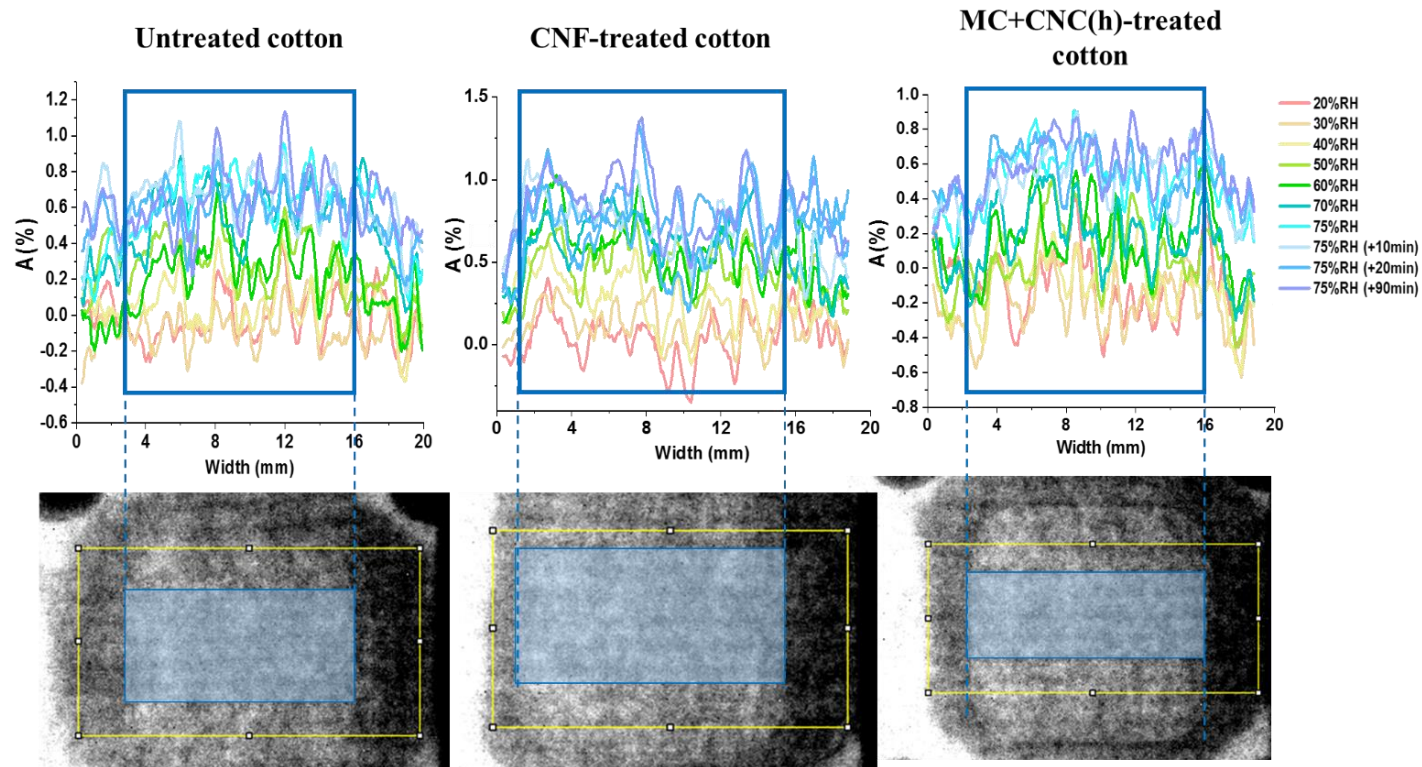 Untreated cotton
CNF-treated cotton
MC+CNC(h)-treated
cotton
A(%)
1.2
1.0
0.8
0.6
0.4
0.2
0.0
-0.2
-0.4
-0.6
0
4
8
12
16
20
Width (mm)
A(%)
1.5
1.0
0.5
0.0
0
4
8
12
16
20
Width (mm)
A(%)
1.0
0.8
0.6
0.4
0.2
0.0
-0.2
-0.4
-0.6
-0.8
0
4
8
12
16
20
Width (mm)
20%RH
30%RH
40%RH
50%RH
60%RH
70%RH
75%RH
75%RH (+10min)
75%RH (+20min)
75%RH (+90min)